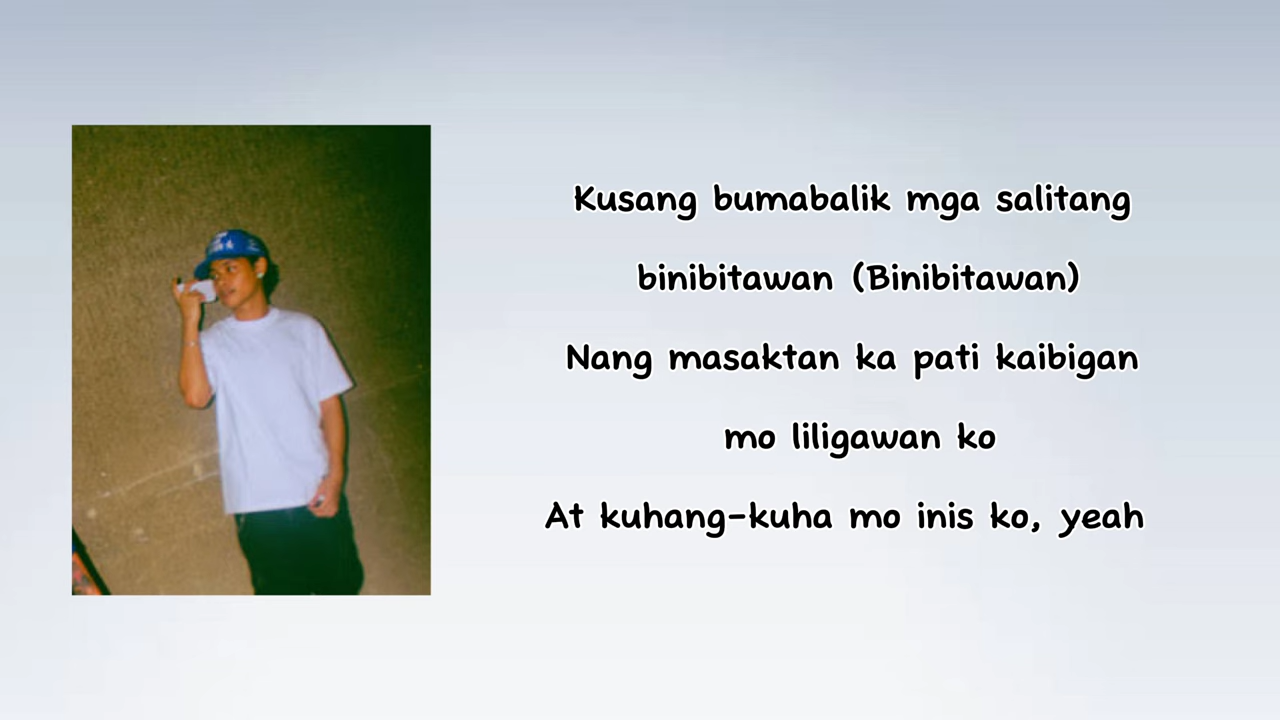 Kusang bumabalik mga salitang
binibitawan (Binibitawan)
Nang masaktan ka pati kaibigan
mo liligawan ko
At kuhang-kuha mo inis ko, yeah